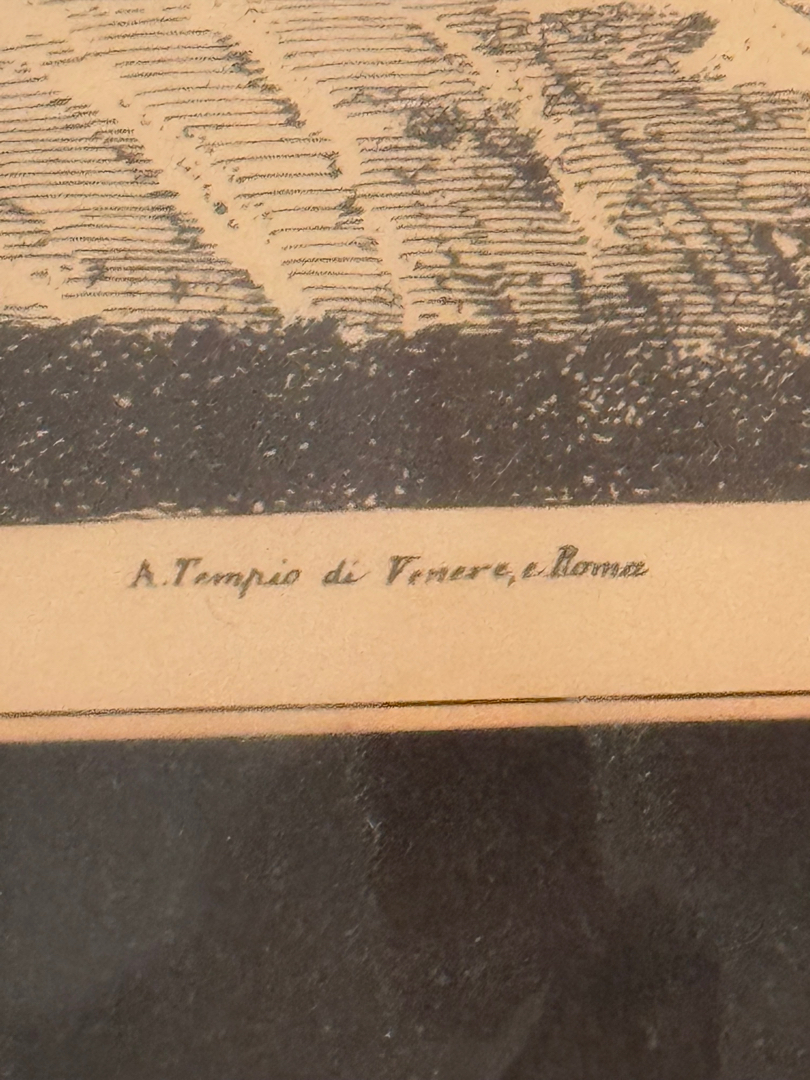 A. Tempio di Venere, e Roma